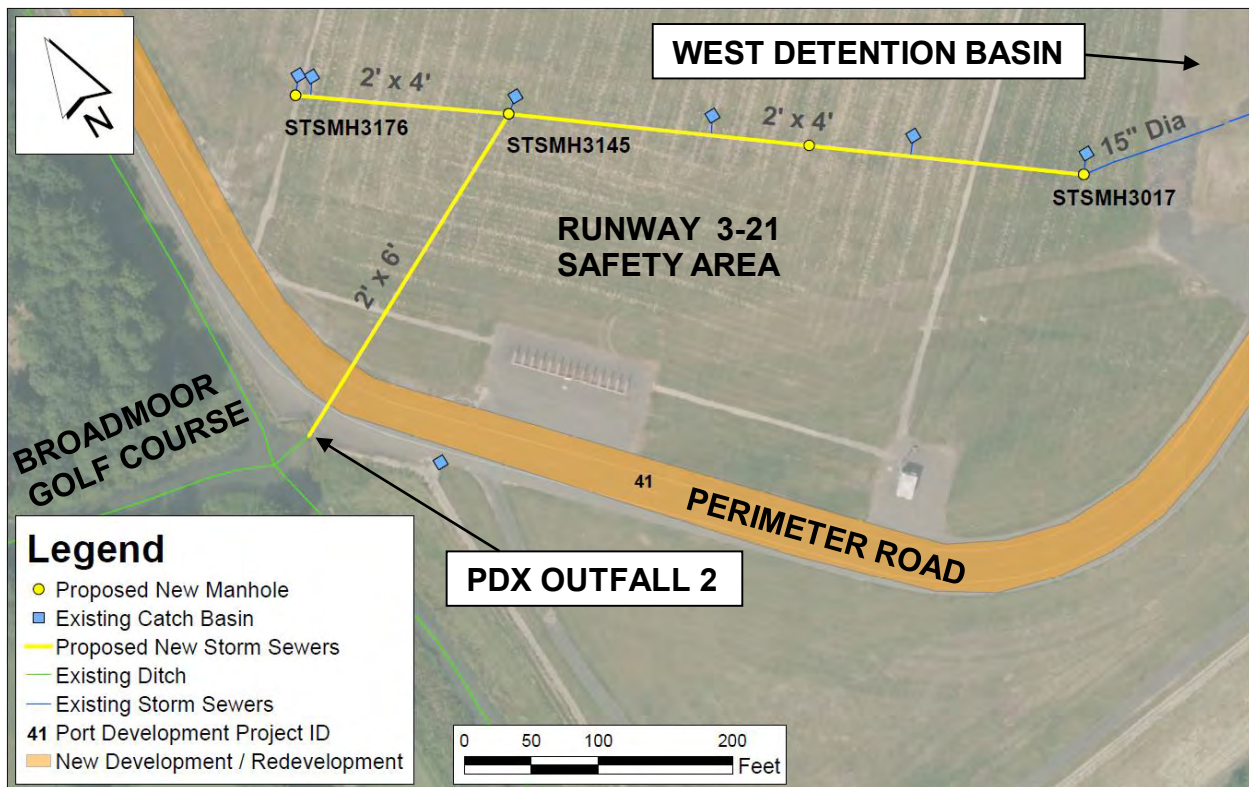 WEST DETENTION BASIN
N
2' x 4'
STSMH3176
STSMH3145
2' x 4'
15" Dia
STSMH3017
RUNWAY 3-21
SAFETY AREA
2' x 6'
BROADMOOR
GOLF COURSE
41
PERIMETER ROAD
PDX OUTFALL 2
Legend
Proposed New Manhole
Existing Catch Basin
Proposed New Storm Sewers
Existing Ditch
Existing Storm Sewers
41 Port Development Project ID
New Development / Redevelopment
0 50 100 200
Feet